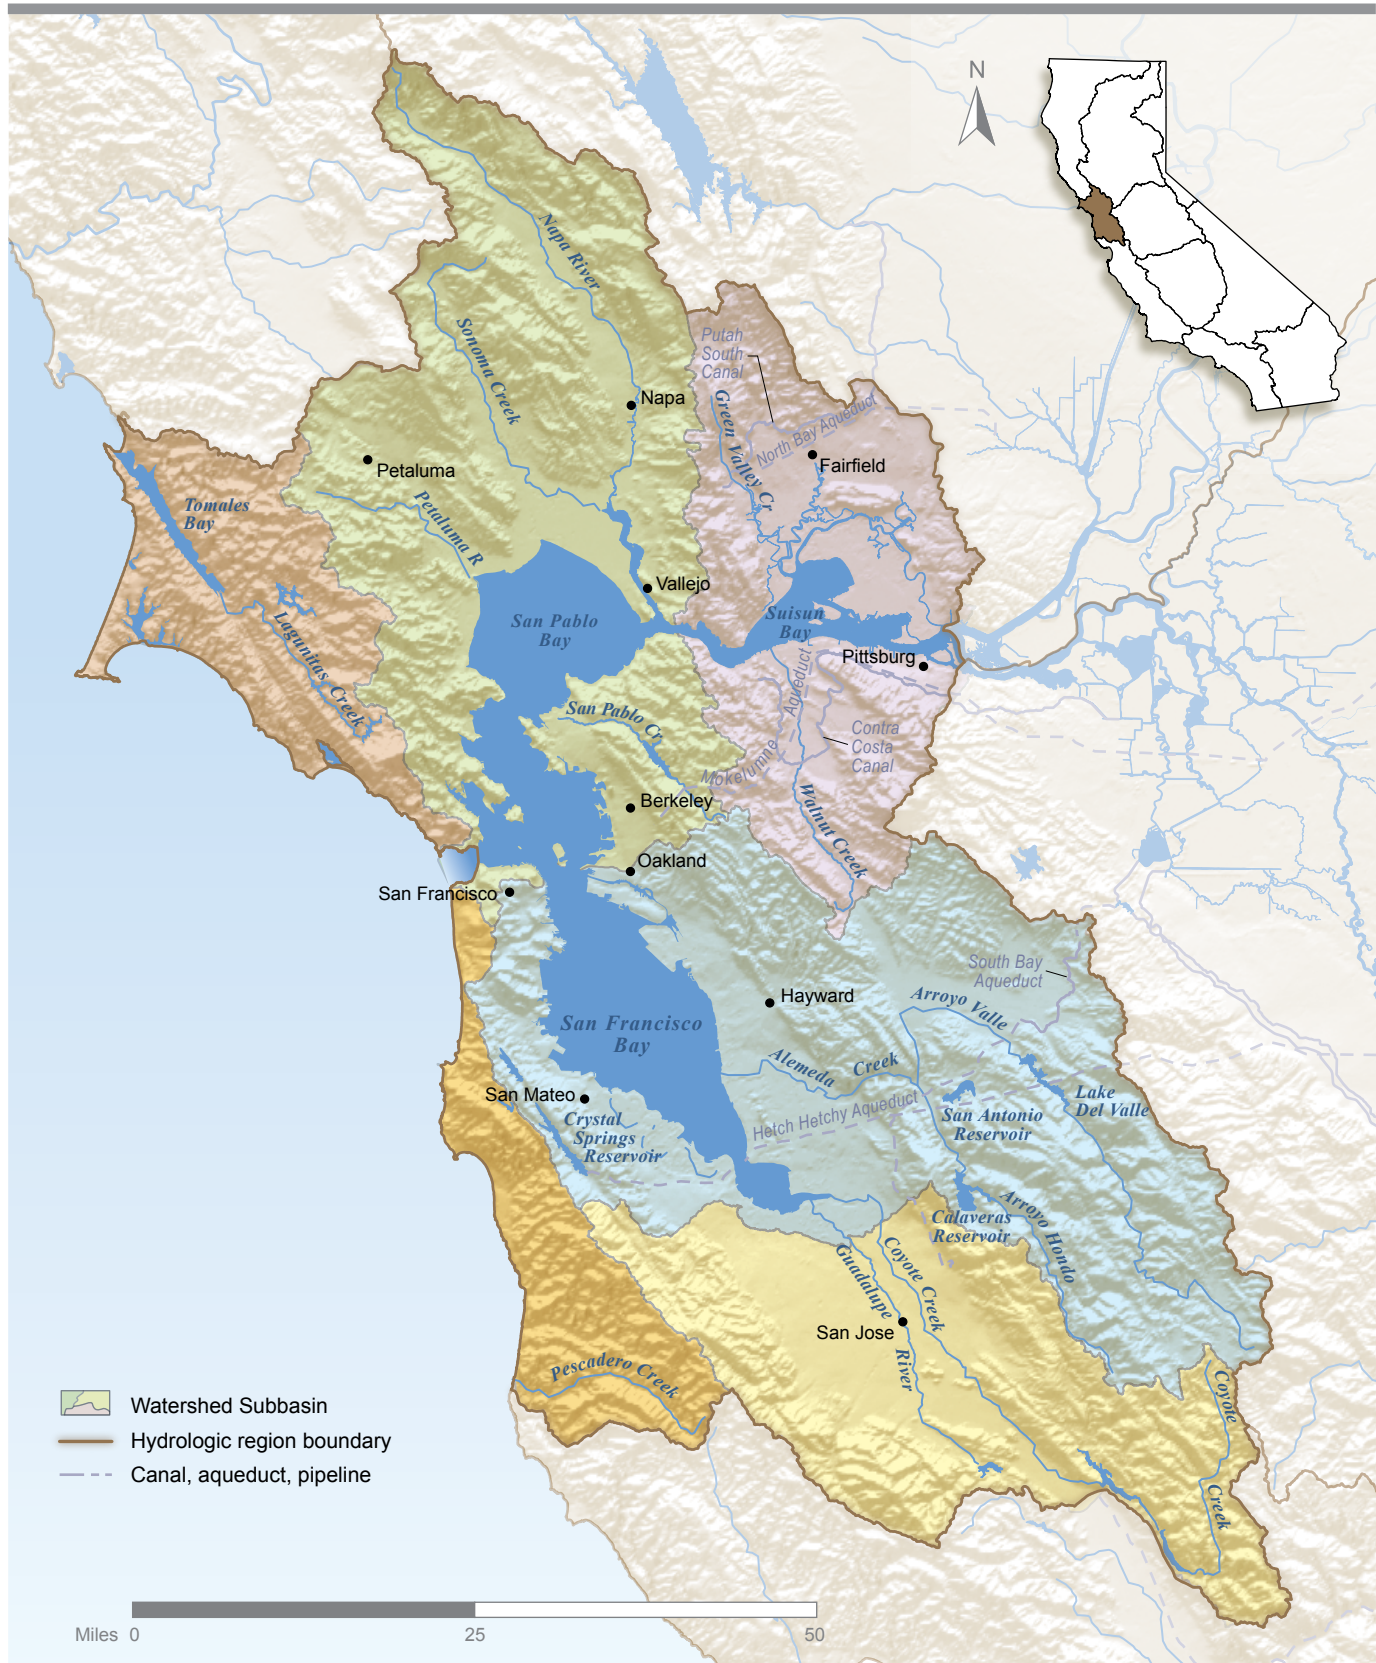 N
Napa River
Sonoma Creek
Putah
South
Canal
Napa
Green Valley Cr
North Bay Aqueduct
Fairfield
Petaluma
Petaluma R
Tomales
Bay
Vallejo
San Pablo
Bay
Suisun
Bay
Lagunitas Creek
Pittsburg
Mokelumne Aqueduct
San Pablo Cr
Contra
Costa
Canal
Walnut Creek
Berkeley
Oakland
San Francisco
South Bay
Aqueduct
Hayward
Arroyo Valle
San Francisco
Bay
Alemeda Creek
San Mateo
Lake
Del Valle
Hetch Hetchy Aqueduct
San Antonio
Reservoir
Crystal
Springs
Reservoir
Calaveras
Reservoir
Arroyo Hondo
Guadalupe River
Coyote Creek
San Jose
Pescadero Creek
Coyote Creek
Watershed Subbasin
Hydrologic region boundary
Canal, aqueduct, pipeline
Miles 0 25 50